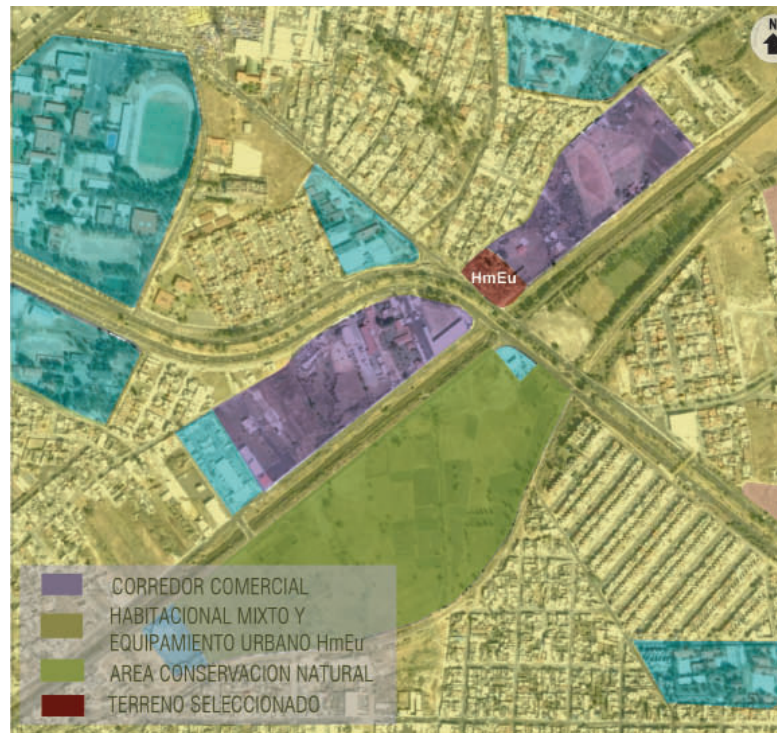 N
HmEu
CORREDOR COMERCIAL
HABITACIONAL MIXTO Y
EQUIPAMIENTO URBANO HmEu
AREA CONSERVACION NATURAL
TERRENO SELECCIONADO